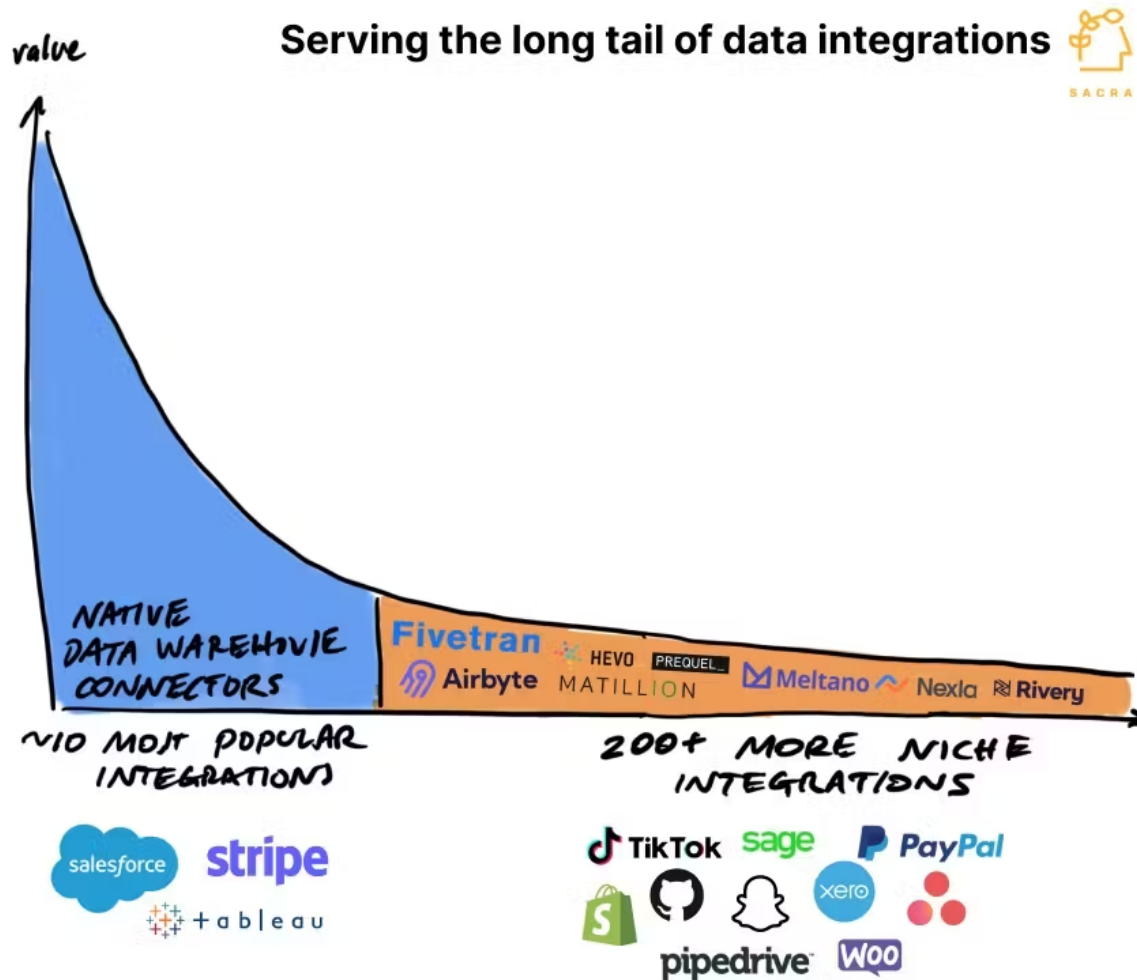 Serving the long tail of data integrations
SACRA
value
NATIVE
DATA WAREHOUSE
CONNECTORS
Fivetran
Airbyte
HEVO
PREQUEL_
MATILLION
Meltano
Nexla
Rivery
~10 MOST POPULAR
INTEGRATIONS
200+ MORE NICHE
INTEGRATIONS
salesforce
stripe
+ a b | e a u
TikTok
sage
PayPal
S
xero
pipedrive
WOO